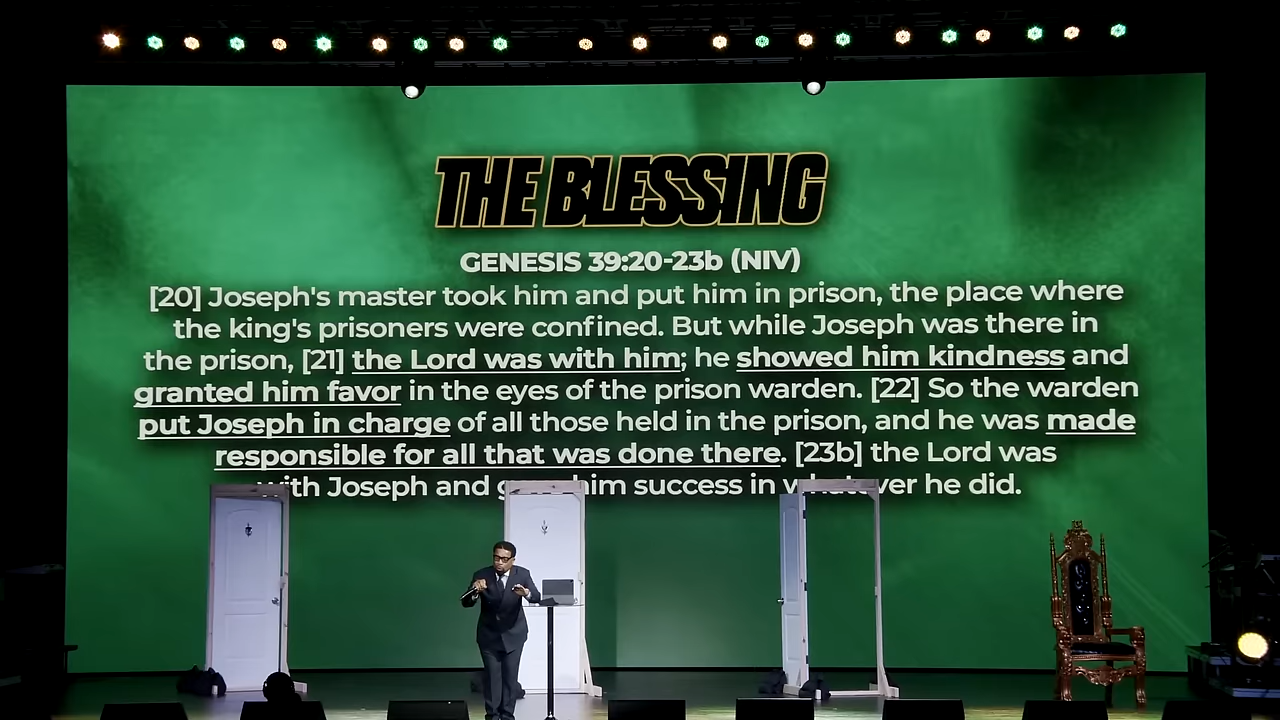 THE BLESSING
GENESIS 39:20-23b (NIV)
[20] Joseph's master took him and put him in prison, the place where
the king's prisoners were confined. But while Joseph was there in
the prison, [21] the Lord was with him; he showed him kindness and
granted him favor in the eyes of the prison warden. [22] So the warden
put Joseph in charge of all those held in the prison, and he was made
responsible for all that was done there. [23b] the Lord was
with Joseph and him success in whatever he did.